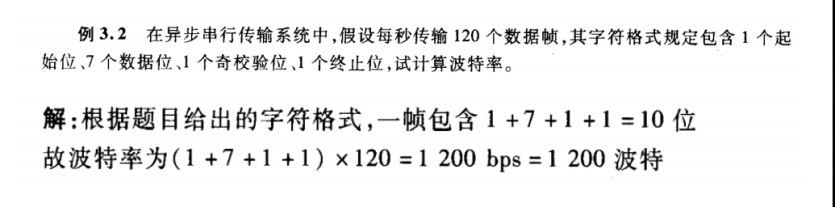 例 3.2 在异步串行传输系统中,假设每秒传输 120 个数据帧,其字符格式规定包含 1 个起
始位、7 个数据位、1 个奇校验位、1 个终止位,试计算波特率。
解:根据题目给出的字符格式,一帧包含 1 +7 +1 +1 =10 位
故波特率为(1 +7 +1 +1) ×120 =1 200 bps =1 200 波特